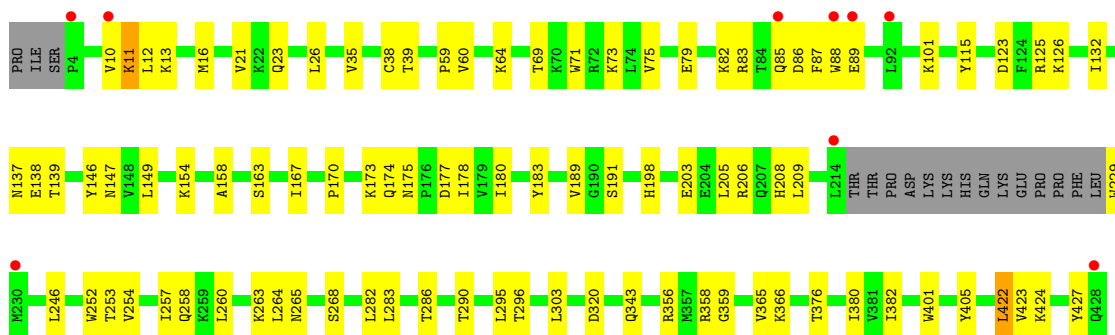 PRO ILE SER P4 V10 K11 L12 K13 M16 V21 K22 Q23 L26 V35 C38 T39 P59 V60 K64 T69 K70 W71 R72 K73 L74 V75 E79 K82 R83 T84 Q85 D86 F87 W88 E89 L92 K101 Y115 D123 F124 R125 K126 I132
N137 E138 T139 Y146 N147 V148 L149 K154 A158 S163 I167 P170 K173 Q174 N175 P176 D177 I178 V179 I180 Y183 V189 G190 S191 H198 E203 E204 L205 R206 Q207 H208 L209 L214 THR THR PRO ASP LYS LYS HIS GLN LYS GLU PRO PRO PHE LEU W229
M230 L246 W252 T253 V254 I257 Q258 K259 L260 K263 L264 N265 S268 L282 L283 T286 T290 L295 T296 L303 D320 Q343 R356 M357 R358 G359 V365 K366 T376 I380 V381 I382 W401 Y405 L422 V423 K424 Y427 Q428